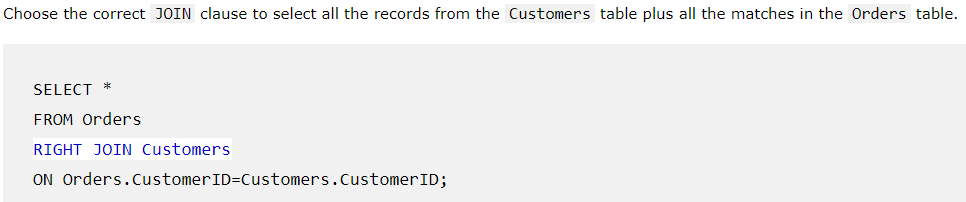 Choose the correct JOIN clause to select all the records from the Customers table plus all the matches in the Orders table.
SELECT *
FROM Orders
RIGHT JOIN Customers
ON Orders.CustomerID=Customers.CustomerID;